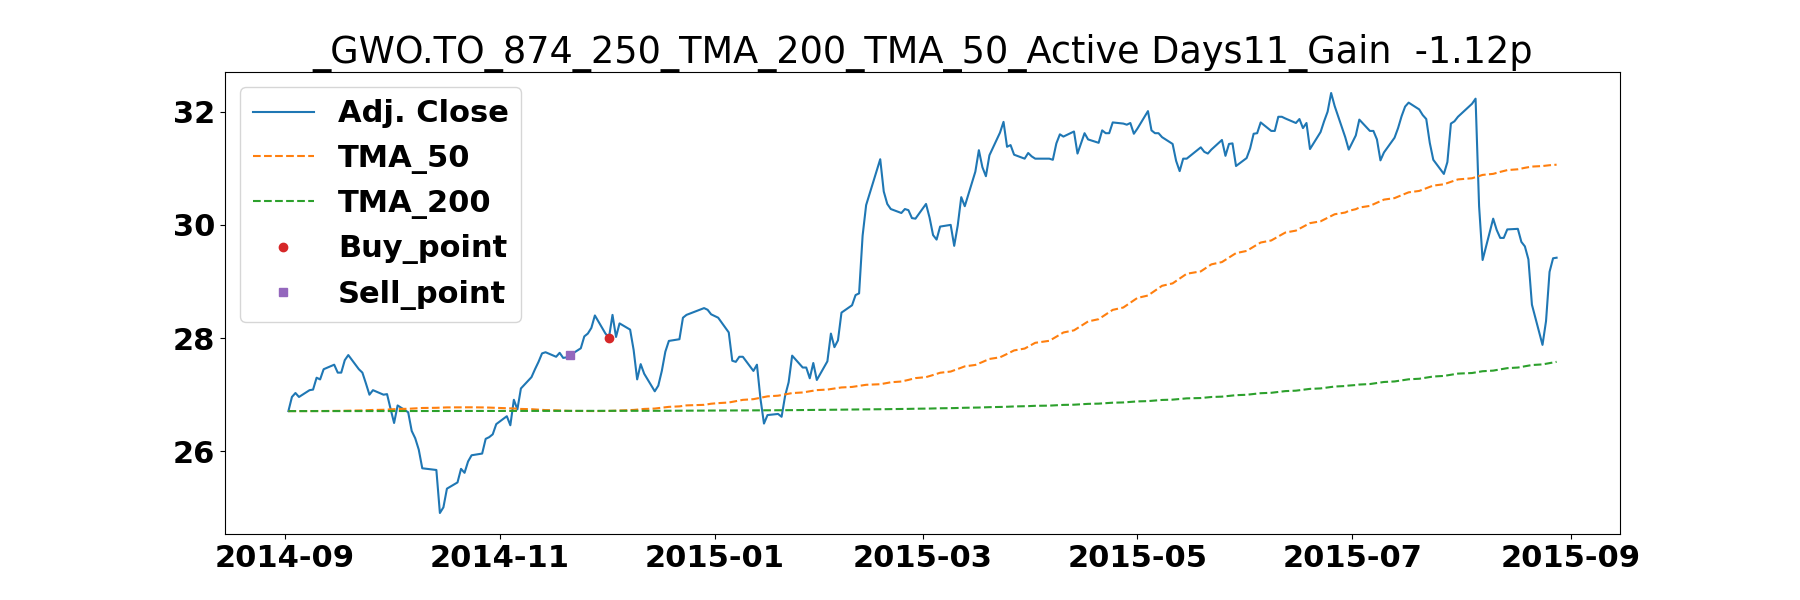 _GWO.TO_874_250_TMA_200_TMA_50_Active Days11_Gain  -1.12p
Adj. Close
TMA_50
TMA_200
Buy_point
Sell_point
32
30
28
26
2014-09 2014-11 2015-01 2015-03 2015-05 2015-07 2015-09